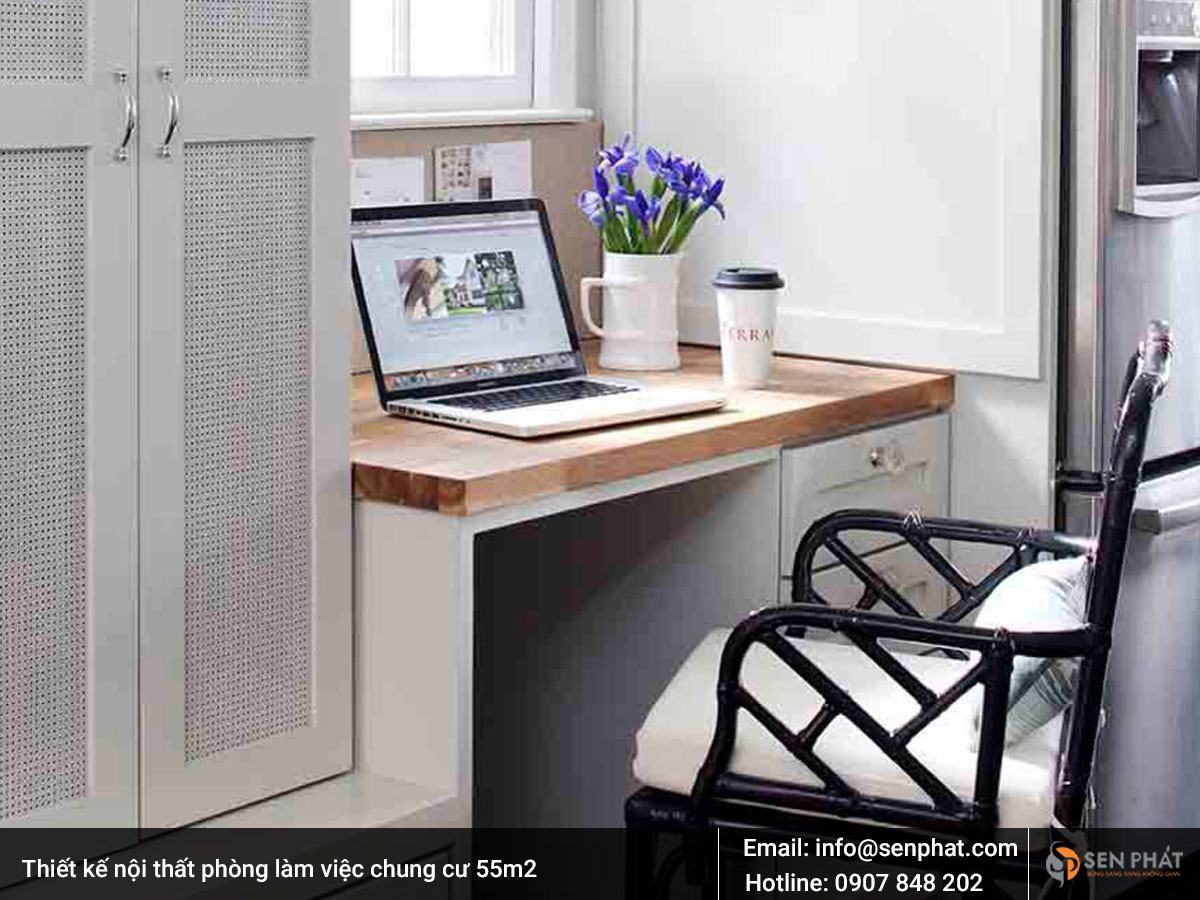 ERRA
Thiết kế nội thất phòng làm việc chung cư 55m2
Email: info@senphat.com
Hotline: 0907 848 202
SEN PHÁT